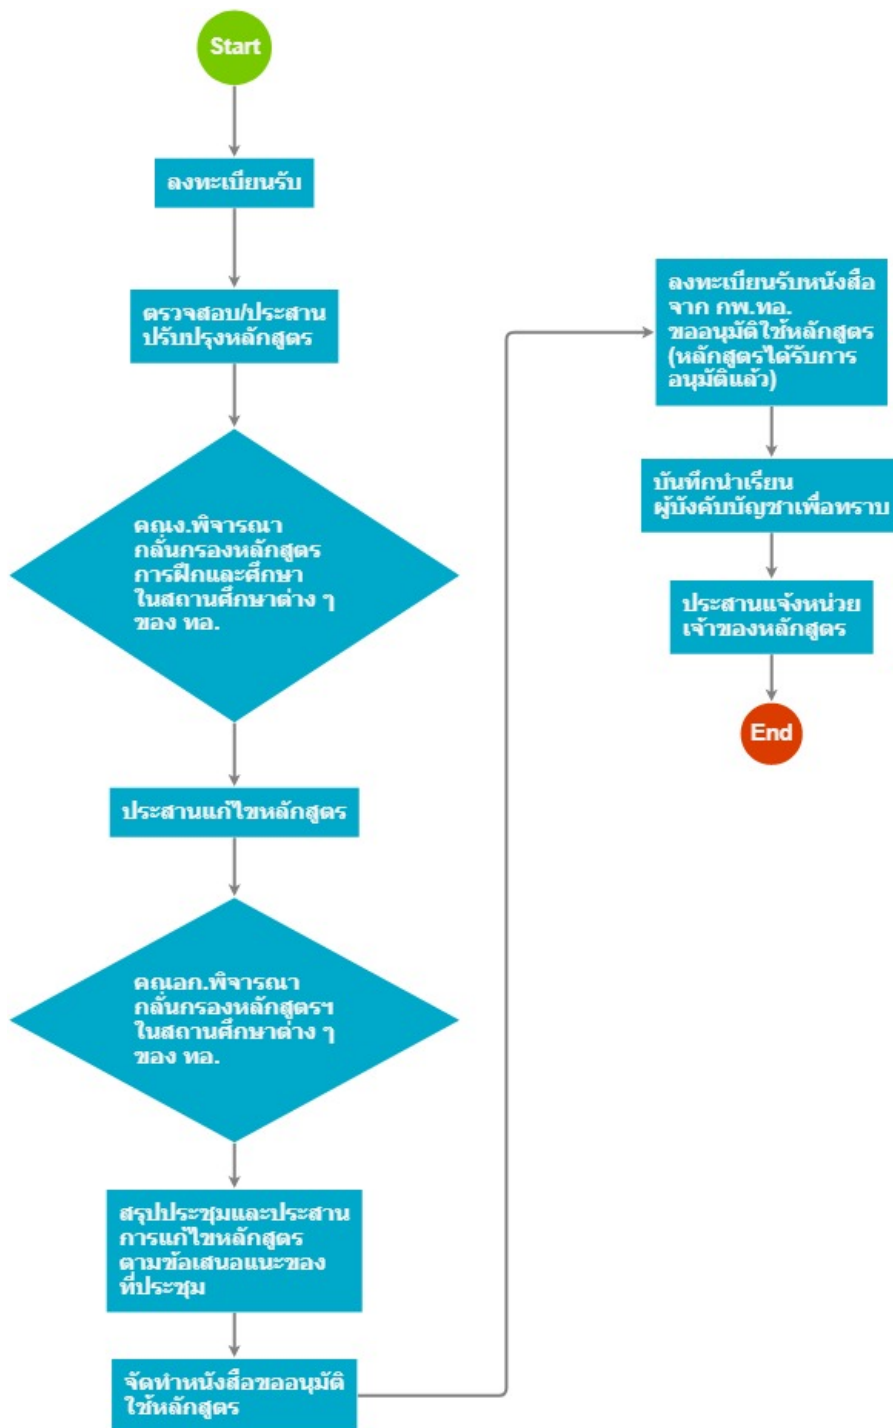 Start
ลงทะเบียนรับ
ตรวจสอบ/ประสาน
ปรับปรุงหลักสูตร
คณง.พิจารณา
กลั่นกรองหลักสูตร
การฝึกและศึกษา
ในสถานศึกษาต่าง ๆ
ของ ทอ.
ประสานแก้ไขหลักสูตร
คณอก.พิจารณา
กลั่นกรองหลักสูตรฯ
ในสถานศึกษาต่าง ๆ
ของ ทอ.
สรุปประชุมและประสาน
การแก้ไขหลักสูตร
ตามข้อเสนอแนะของ
ที่ประชุม
จัดทำหนังสือขออนุมัติ
ใช้หลักสูตร
ลงทะเบียนรับหนังสือ
จาก กพ.ทอ.
ขออนุมัติใช้หลักสูตร
(หลักสูตรได้รับการ
อนุมัติแล้ว)
บันทึกนำเรียน
ผู้บังคับบัญชาเพื่อทราบ
ประสานแจ้งหน่วย
เจ้าของหลักสูตร
End